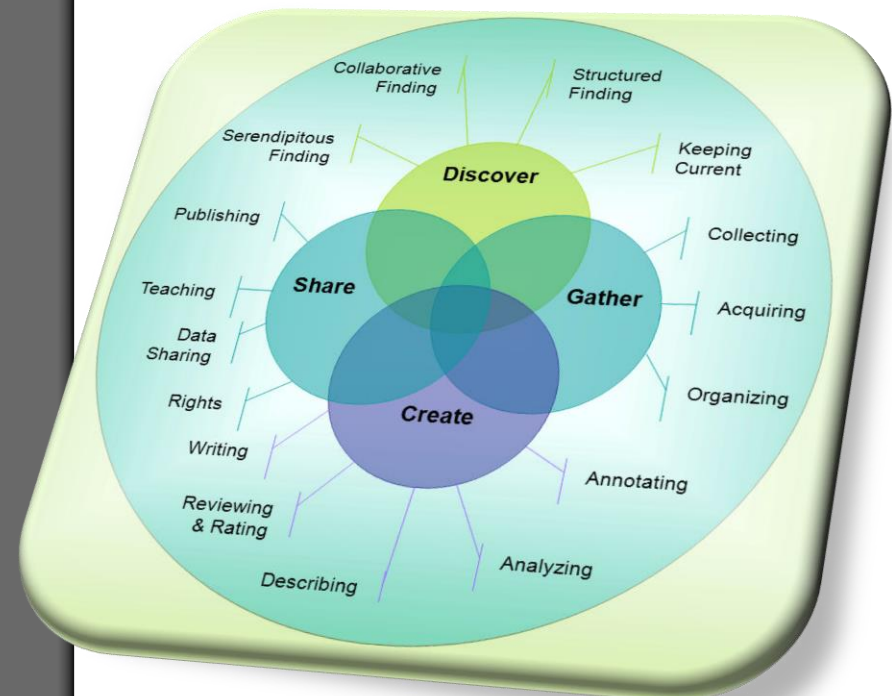 Collaborative
Finding
Structured
Finding
Serendipitous
Finding
Keeping
Current
Discover
Publishing
Collecting
Share
Gather
Teaching
Acquiring
Data
Sharing
Rights
Organizing
Create
Writing
Annotating
Reviewing
& Rating
Describing
Analyzing